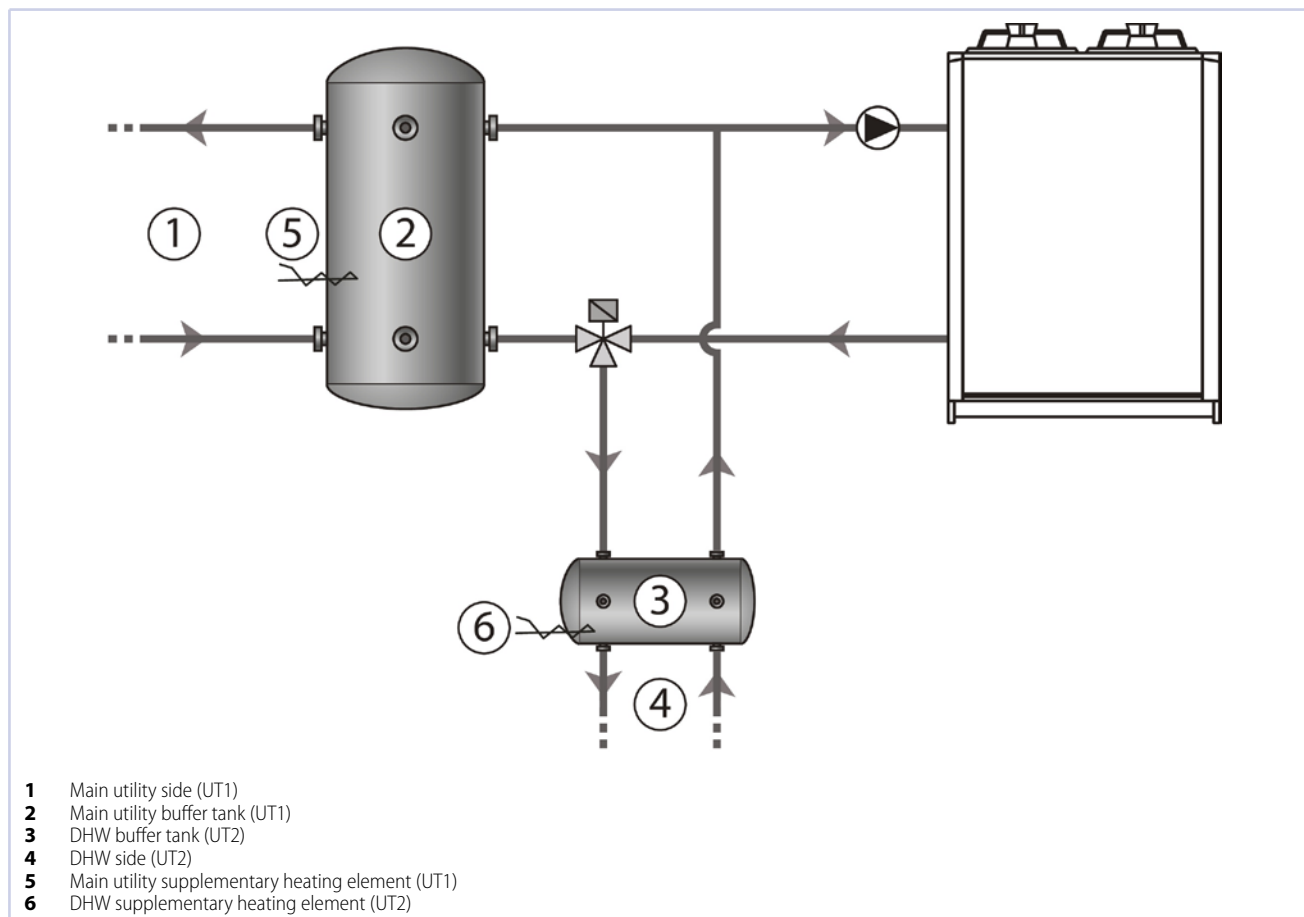 1
5
2
3
6
4
1 Main utility side (UT1)
2 Main utility buffer tank (UT1)
3 DHW buffer tank (UT2)
4 DHW side (UT2)
5 Main utility supplementary heating element (UT1)
6 DHW supplementary heating element (UT2)